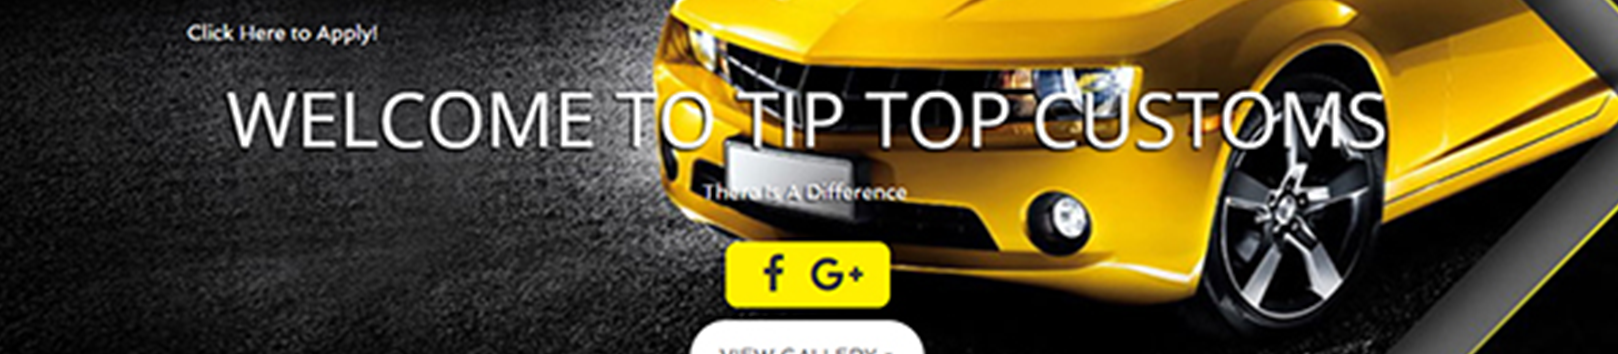 Click Here to Apply!
WELCOME TO TIP TOP CUSTOMS
There Is A Difference
f G+
VIEW GALLERY